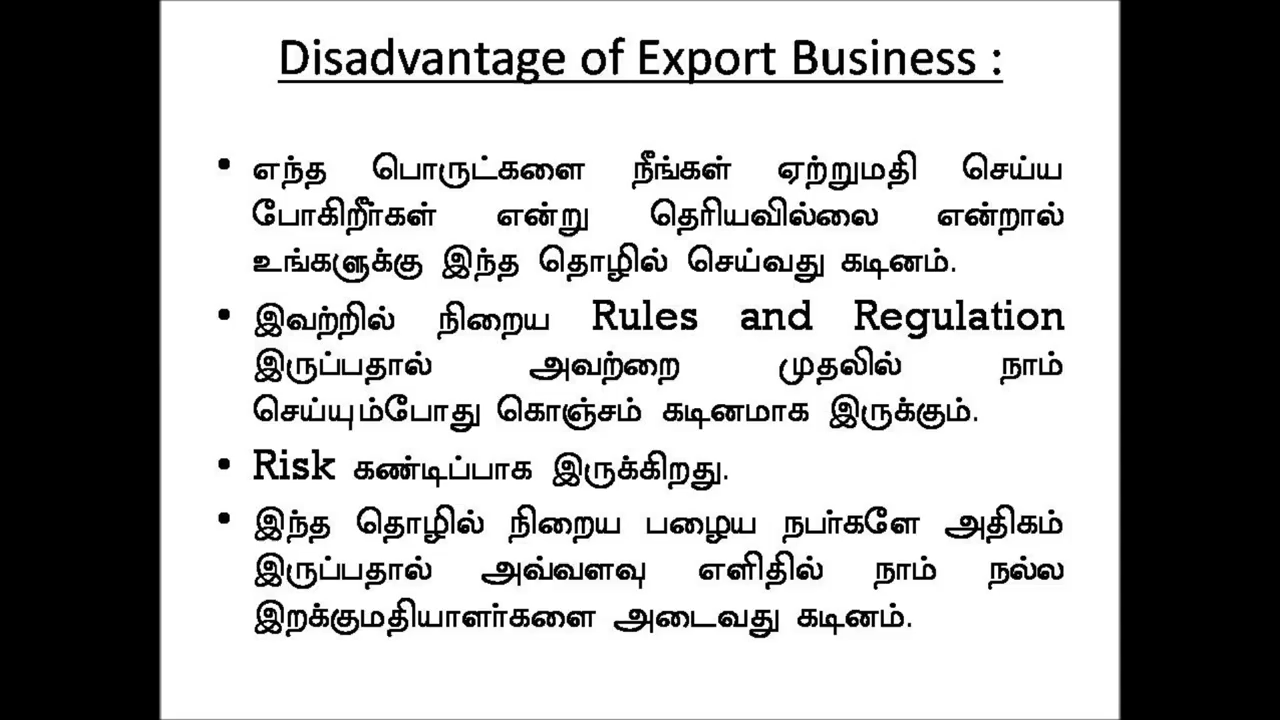 Disadvantage of Export Business :
• எந்த பொருட்களை நீங்கள் ஏற்றுமதி செய்ய
போகிறீர்கள் என்று தெரியவில்லை என்றால்
உங்களுக்கு இந்த தொழில் செய்வது கடினம்.
• இவற்றில் நிறைய Rules and Regulation
இருப்பதால் அவற்றை முதலில் நாம்
செய்யும்போது கொஞ்சம் கடினமாக இருக்கும்.
• Risk கண்டிப்பாக இருக்கிறது.
• இந்த தொழில் நிறைய பழைய நபர்களே அதிகம்
இருப்பதால் அவ்வளவு எளிதில் நாம் நல்ல
இறக்குமதியாளர்களை அடைவது கடினம்.